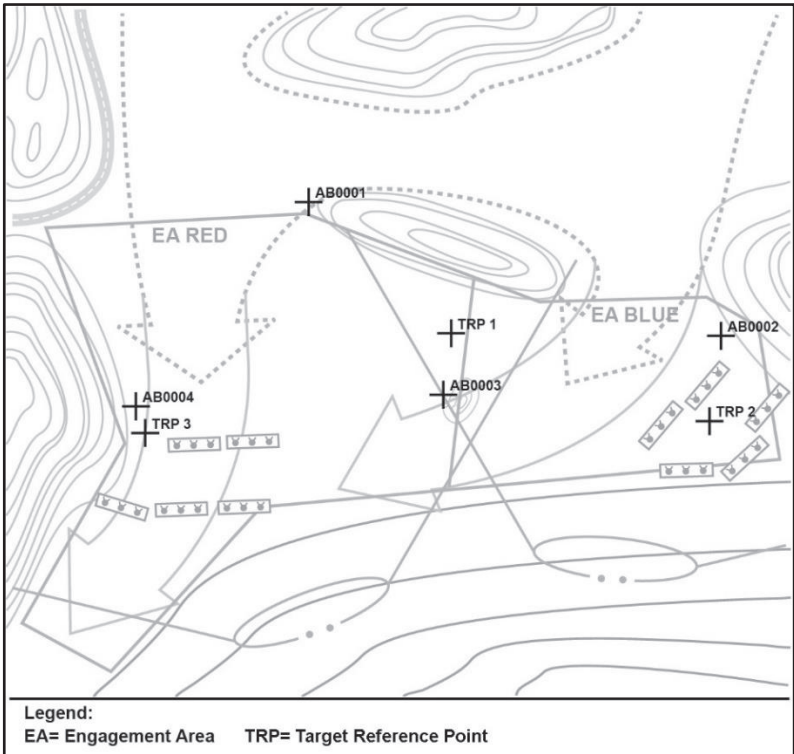 AB0001
EA RED
EA BLUE
TRP 1
AB0002
AB0003
AB0004
TRP 2
TRP 3
Legend:
EA= Engagement Area TRP= Target Reference Point